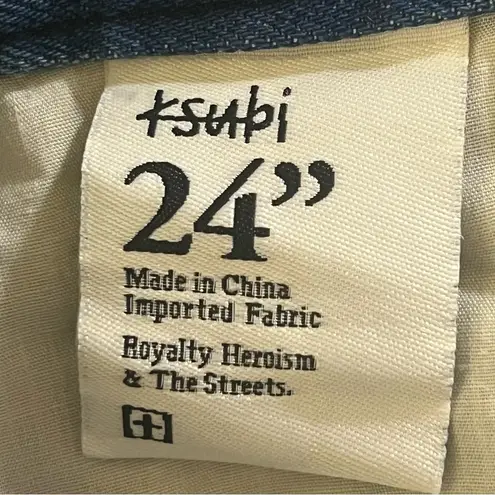 Ksubi
24”
Made in China
Imported Fabric
Royalty Heroism
& The Streets.
[+]